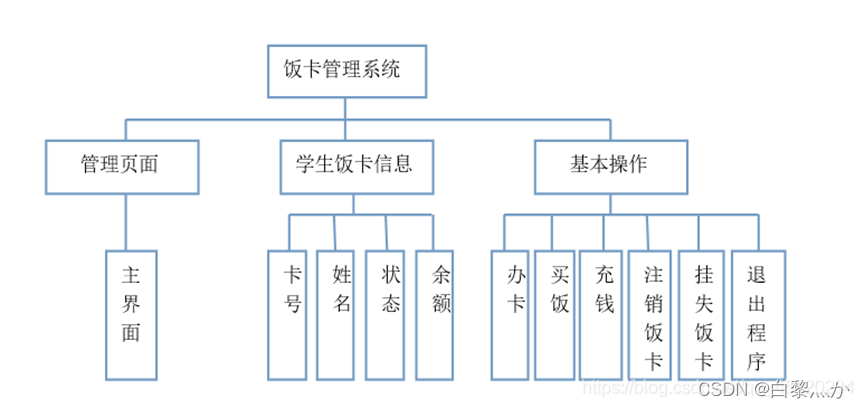 饭卡管理系统
管理页面
学生饭卡信息
基本操作
主界面
卡号
姓名
状态
余额
办卡
买饭
充钱
注销饭卡
挂失饭卡
退出程序
CSDN @白黎灬か